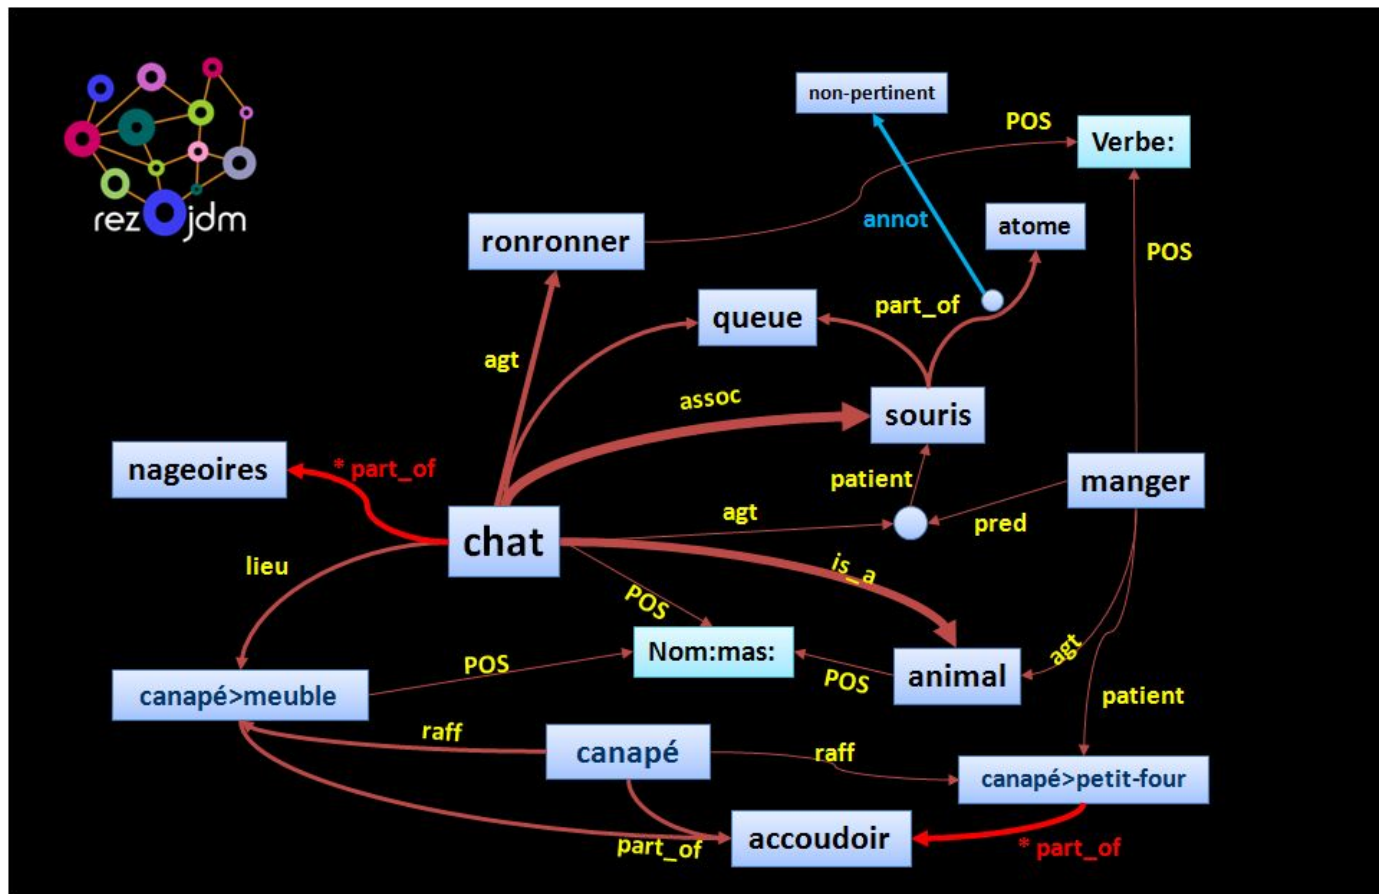 non-pertinent
POS
Verbe:
annot
atome
rez jdm
ronronner
POS
queue
part_of
agt
assoc
souris
nageoires
* part_of
patient
manger
agt
pred
chat
lieu
is_a
POS
Nom:mas:
POS
agt
POS
animal
canapé>meuble
patient
raff
canapé
raff
canapé>petit-four
accoudoir
part_of
* part_of